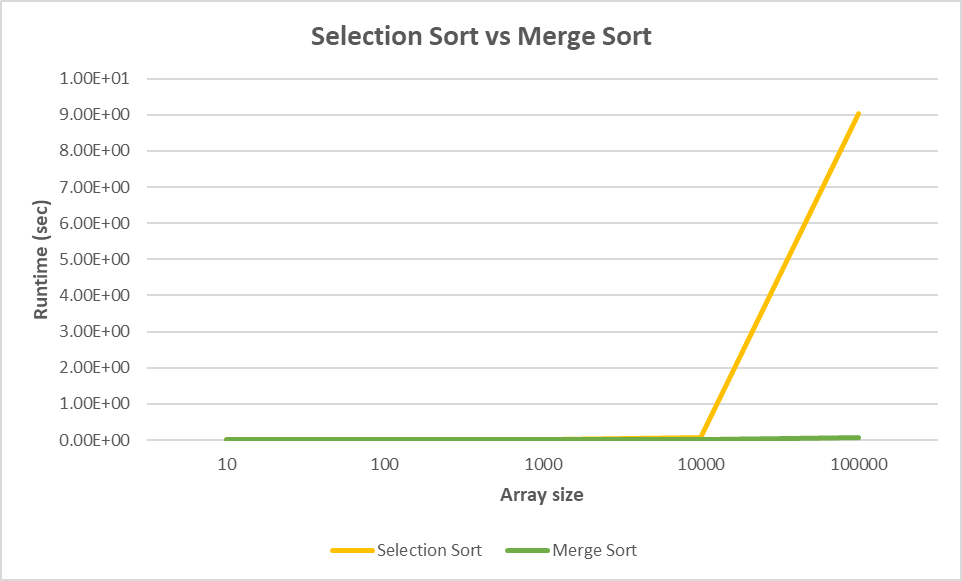 Selection Sort vs Merge Sort
1.00E+01
9.00E+00
8.00E+00
7.00E+00
6.00E+00
5.00E+00
4.00E+00
3.00E+00
2.00E+00
1.00E+00
0.00E+00
Runtime (sec)
10 100 1000 10000 100000
Array size
Selection Sort Merge Sort